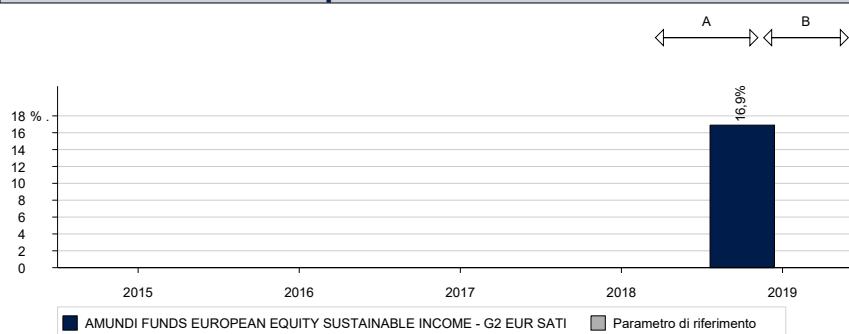 A B
16,9%
18 % .
16
14
12
10
8
6
4
2
0
2015 2016 2017 2018 2019
AMUNDI FUNDS EUROPEAN EQUITY SUSTAINABLE INCOME - G2 EUR SATI Parametro di riferimento